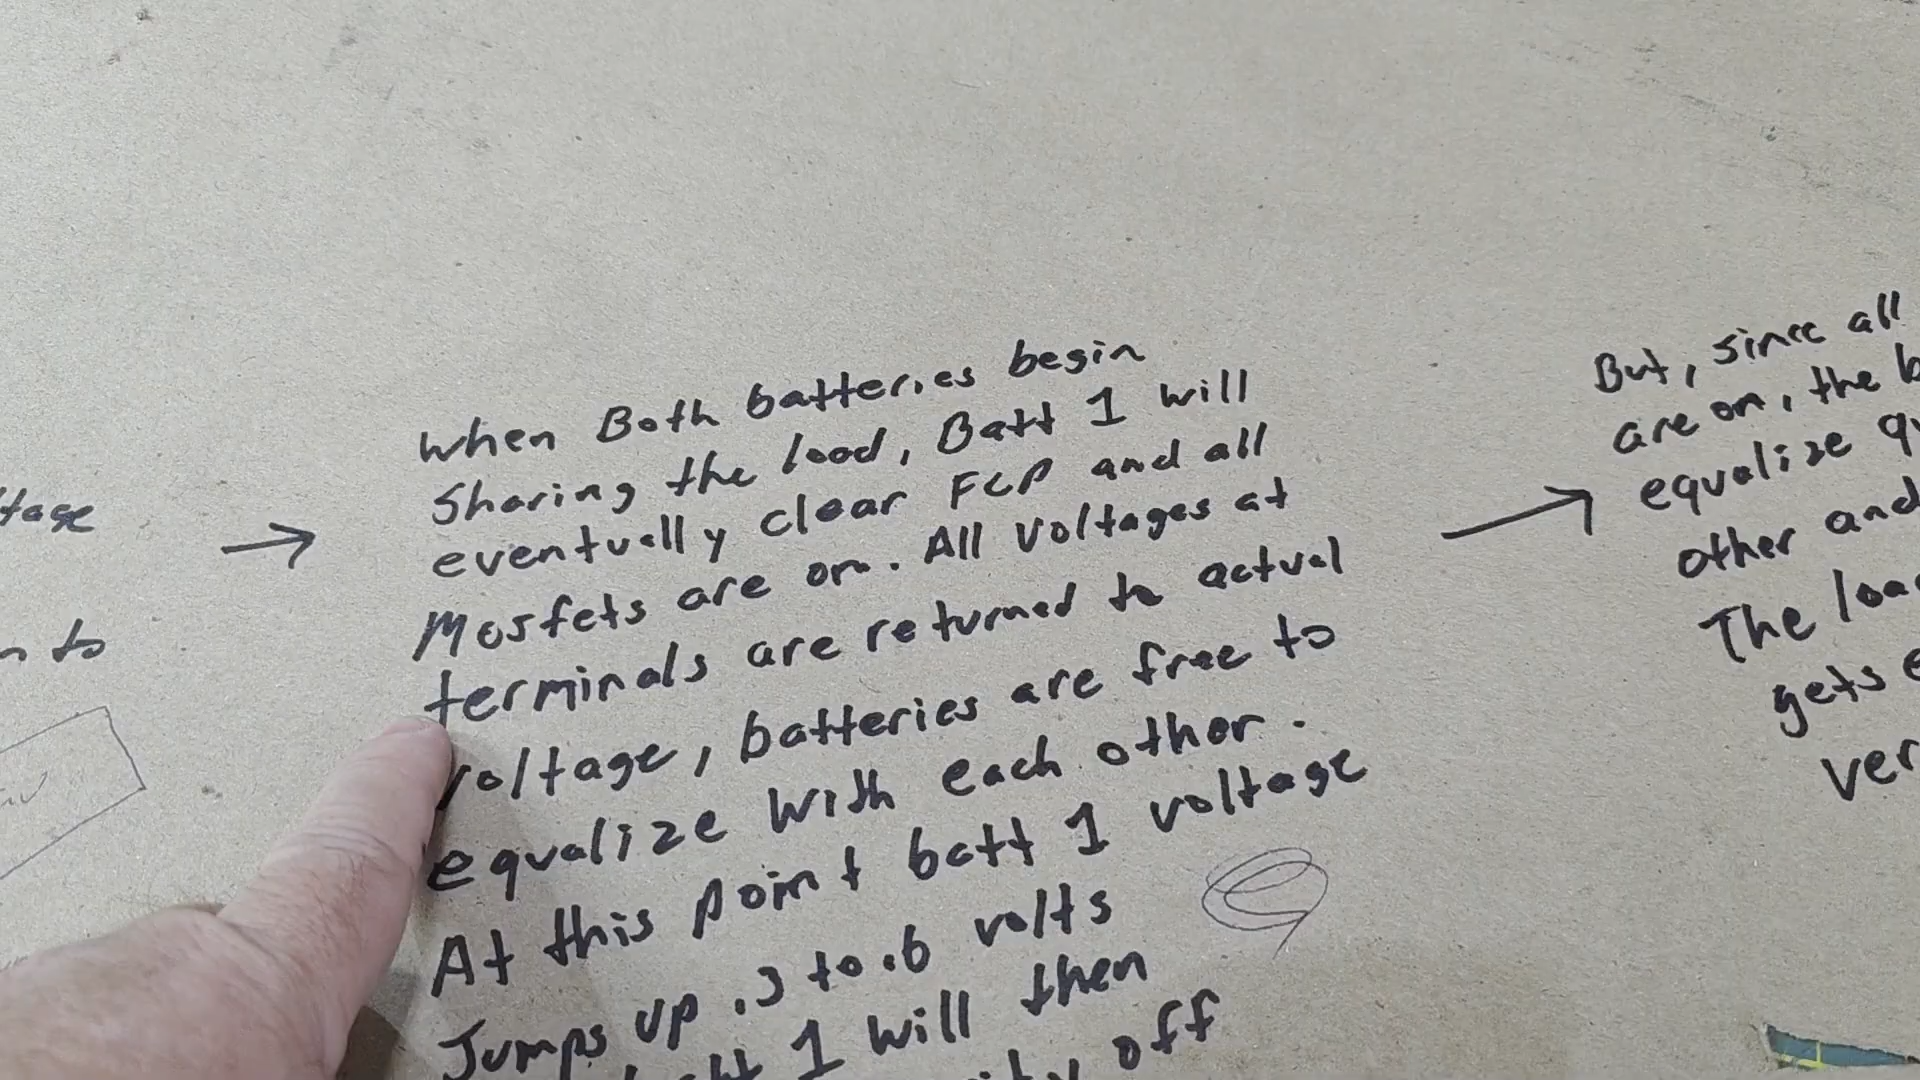 tage
to
When Both batteries begin
Sharing the load, Batt 1 will
eventually clear FCP and all
Mosfets are on. All voltages at
terminals are returned to actual
voltage, batteries are free to
equalize with each other.
At this point batt 1 voltage
Jumps up .3 to .6 volts
1 will then
off
But, since all
are on, the
equalize
other and
The
gets